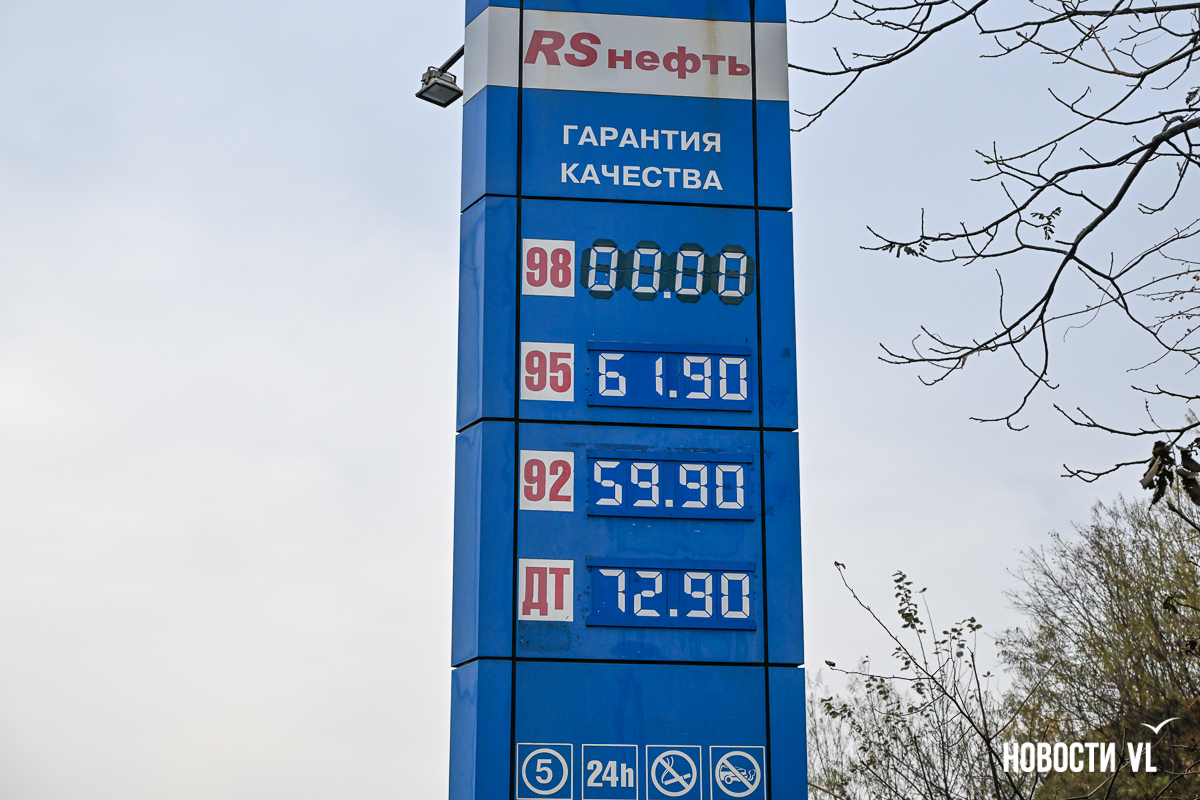 RS нефть
ГАРАНТИЯ
КАЧЕСТВА
98 00.00
95 61.90
92 59.90
ДТ 72.90
5 24h
НОВОСТИ VL